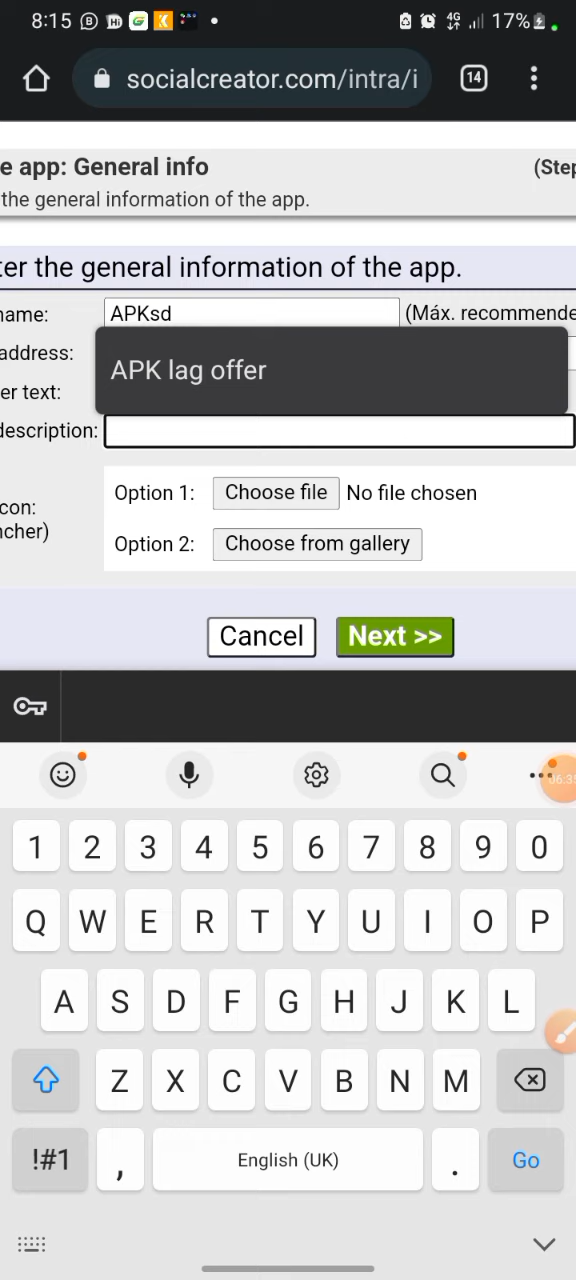 8:15
4G
17%
socialcreator.com/intra/i
14
e app: General info
(Step
the general information of the app.
ter the general information of the app.
name:
APKsd
(Máx. recommende
address:
APK lag offer
er text:
description:
con:
ncher)
Option 1:
Choose file
No file chosen
Option 2:
Choose from gallery
Cancel
Next >>
1 2 3 4 5 6 7 8 9 0
Q W E R T Y U I O P
A S D F G H J K L
Z X C V B N M
!#1
,
English (UK)
.
Go